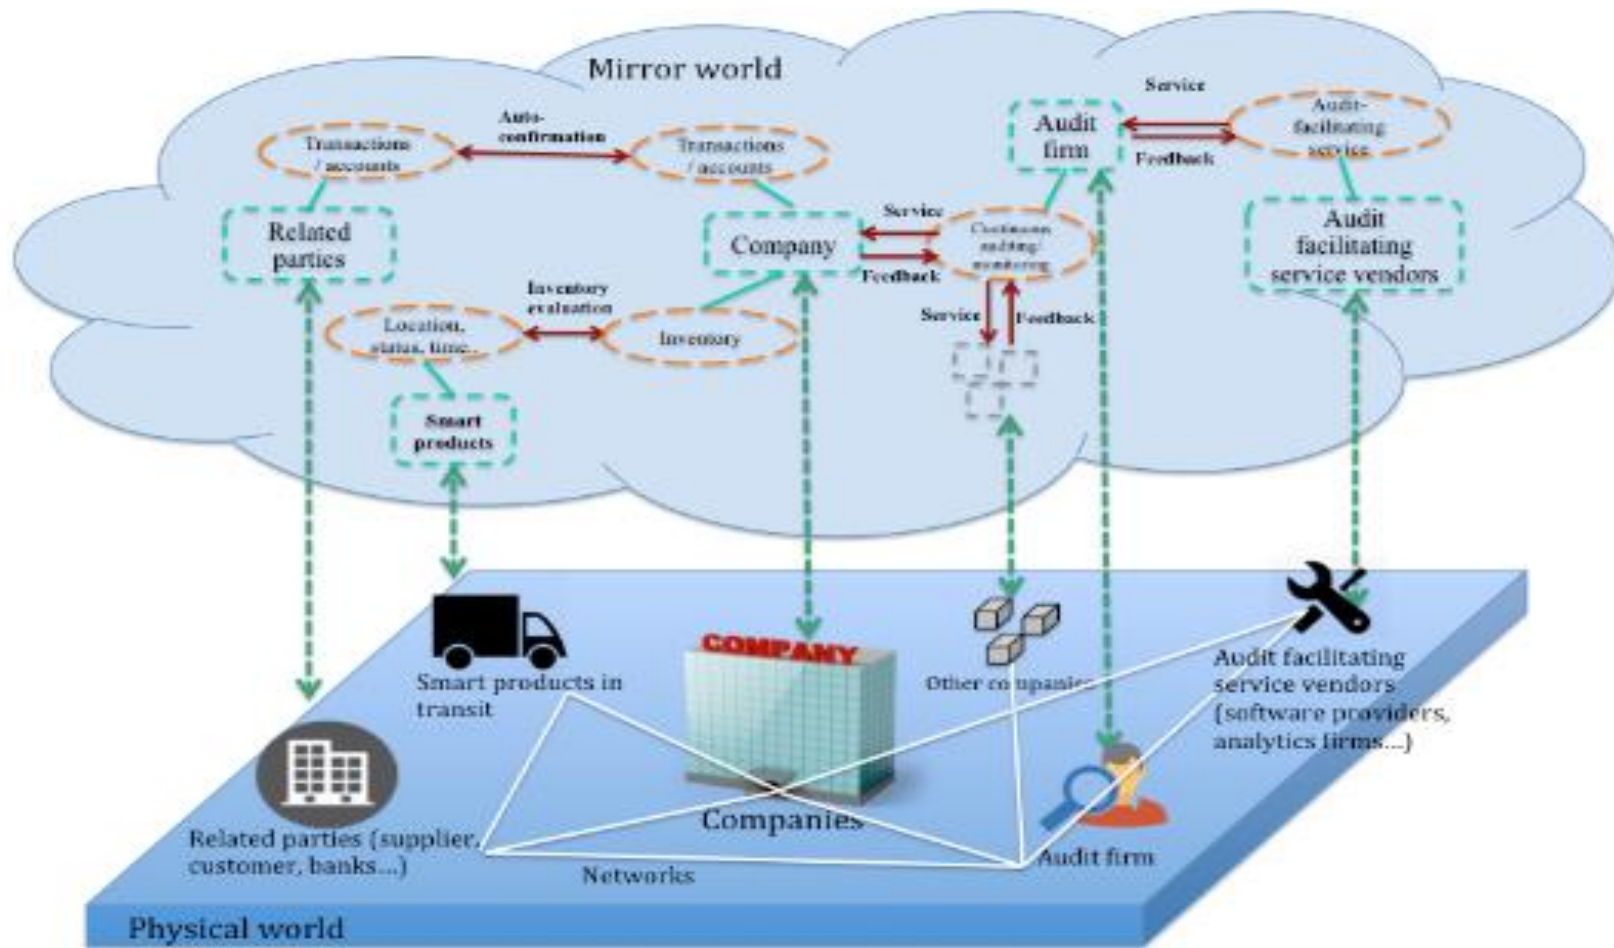 Mirror world
Service
Auto-
confirmation
Transactions
/ accounts
Transactions
/ accounts
Audit
firm
Audit-
facilitating
service
Feedback
Related
parties
Company
Service
Feedback
Continuous
auditing/
monitoring
Audit
facilitating
service vendors
Inventory
evaluation
Location,
status, time..
Inventory
Service
Feedback
Smart
products
COMPANY
Smart products in
transit
Other companies
Audit facilitating
service vendors
(software providers,
analytics firms...)
Companies
Related parties (supplier,
customer, banks...)
Networks
Audit firm
Physical world